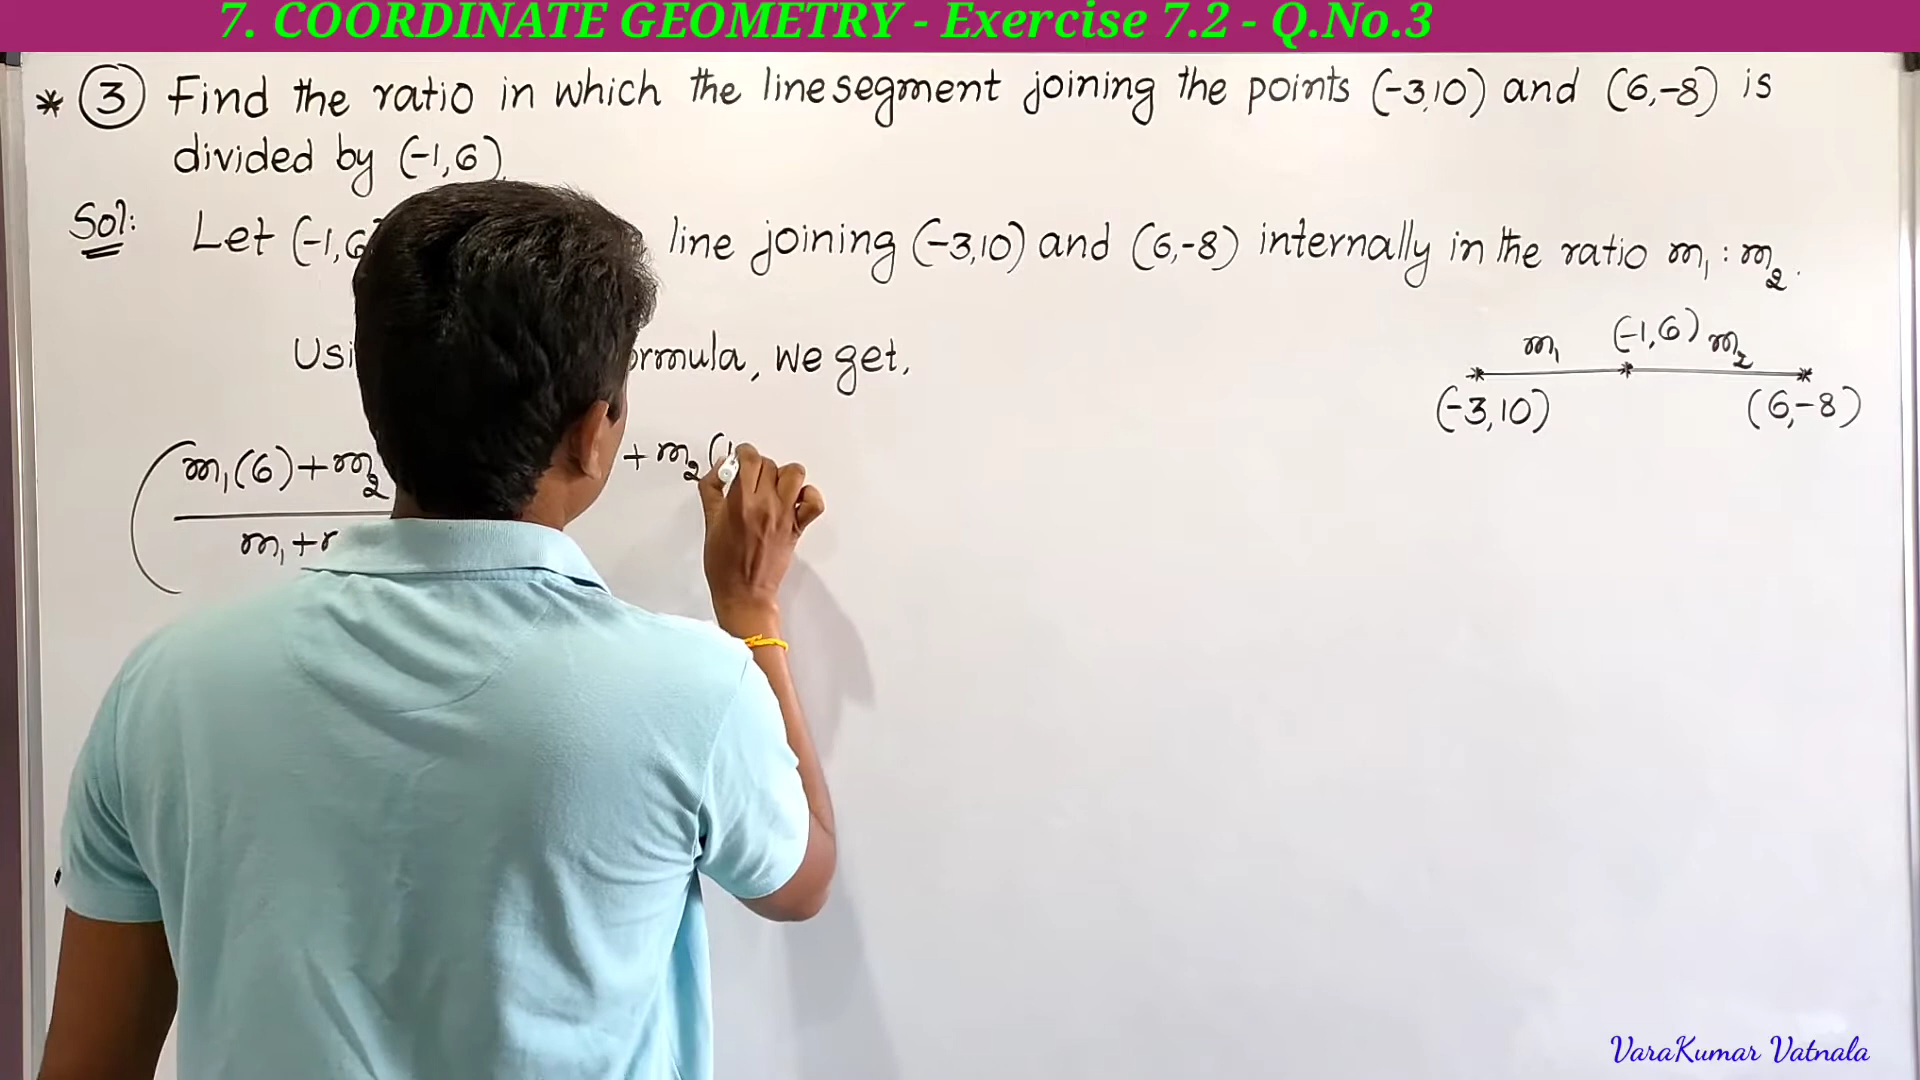 7. COORDINATE GEOMETRY - Exercise 7.2 - Q.No.3
* 3 Find the ratio in which the line segment joining the points (-3,10) and (6,-8) is
divided by (-1,6).
Sol: Let (-1,6 line joining (-3,10) and (6,-8) internally in the ratio m₁ : m₂.
m₁ (-1,6) m₂
we get,
(-3,10) (6,-8)
(m₁(6)+m₂ + m₂(
m₁+
VaraKumar Vatnala